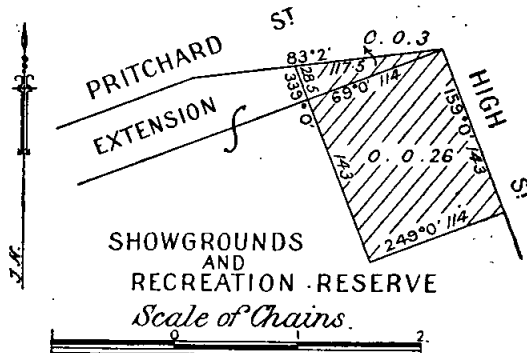 PRITCHARD ST.
0. 0. 3
83°2'
117.5
28.5
339°0'
69°0' 114
EXTENSION
HIGH ST.
159°0' 143
0. 0. 26
143
249°0' 114
SHOWGROUNDS
AND
RECREATION RESERVE
T.N.
Scale of Chains.
1 0 1 2